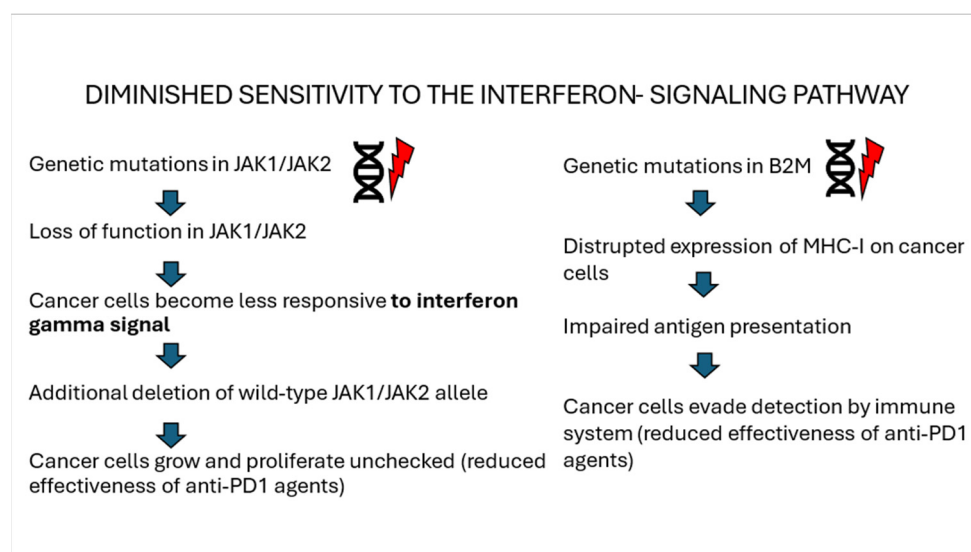 DIMINISHED SENSITIVITY TO THE INTERFERON- SIGNALING PATHWAY
Genetic mutations in JAK1/JAK2
Loss of function in JAK1/JAK2
Cancer cells become less responsive to interferon
gamma signal
Additional deletion of wild-type JAK1/JAK2 allele
Cancer cells grow and proliferate unchecked (reduced
effectiveness of anti-PD1 agents)
Genetic mutations in B2M
Distrupted expression of MHC-I on cancer
cells
Impaired antigen presentation
Cancer cells evade detection by immune
system (reduced effectiveness of anti-PD1
agents)